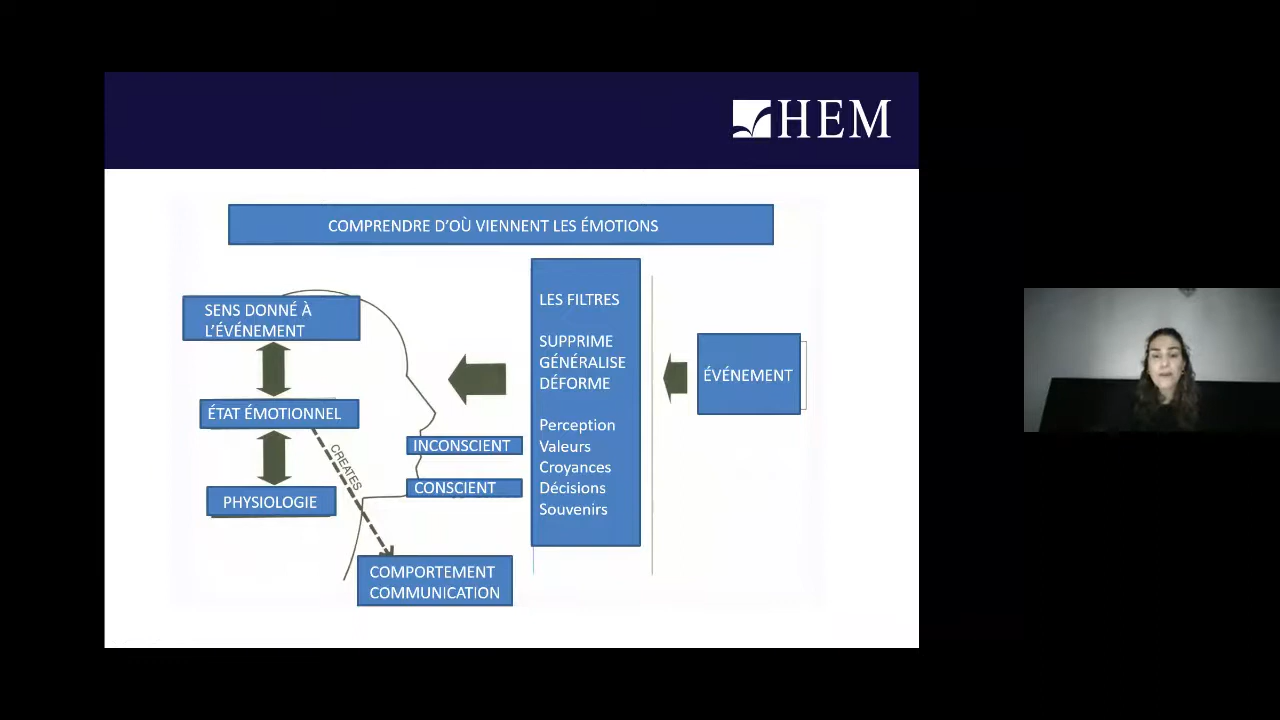 HEM
COMPRENDRE D'OÙ VIENNENT LES ÉMOTIONS
SENS DONNÉ À
L'ÉVÉNEMENT
ÉTAT ÉMOTIONNEL
PHYSIOLOGIE
CREATES
COMPORTEMENT
COMMUNICATION
INCONSCIENT
CONSCIENT
LES FILTRES
SUPPRIME
GÉNÉRALISE
DÉFORME
Perception
Valeurs
Croyances
Décisions
Souvenirs
ÉVÉNEMENT